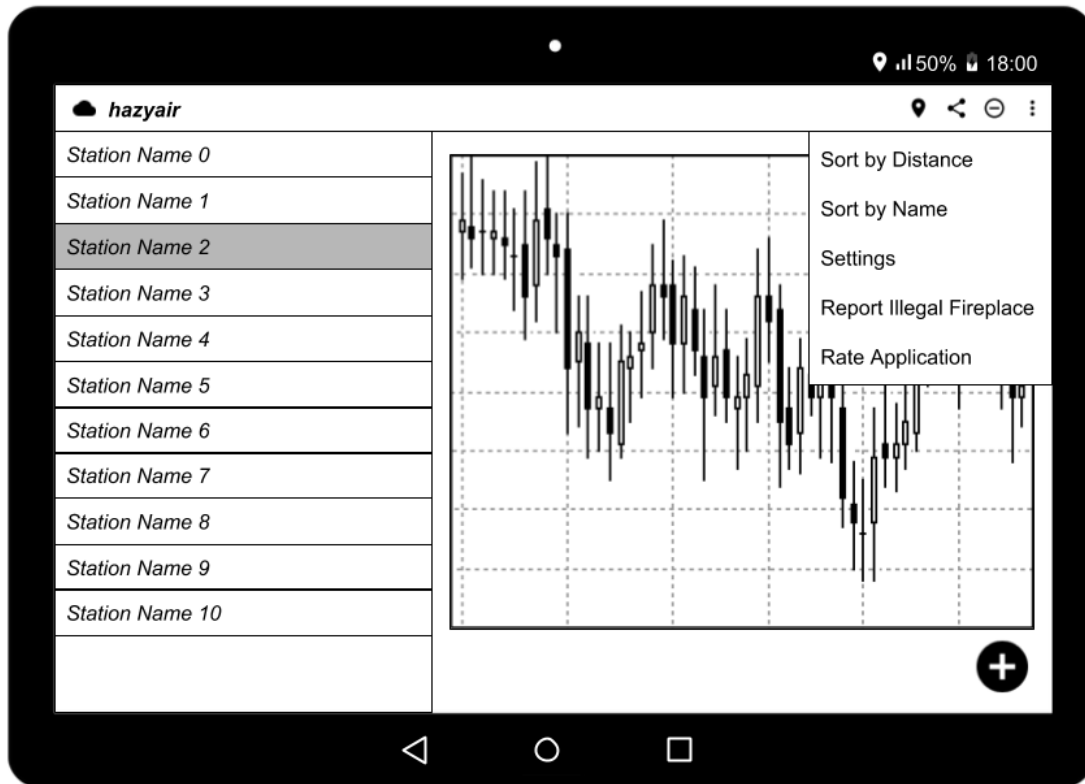 50% 18:00
hazyair
Station Name 0
Station Name 1
Station Name 2
Station Name 3
Station Name 4
Station Name 5
Station Name 6
Station Name 7
Station Name 8
Station Name 9
Station Name 10
Sort by Distance
Sort by Name
Settings
Report Illegal Fireplace
Rate Application